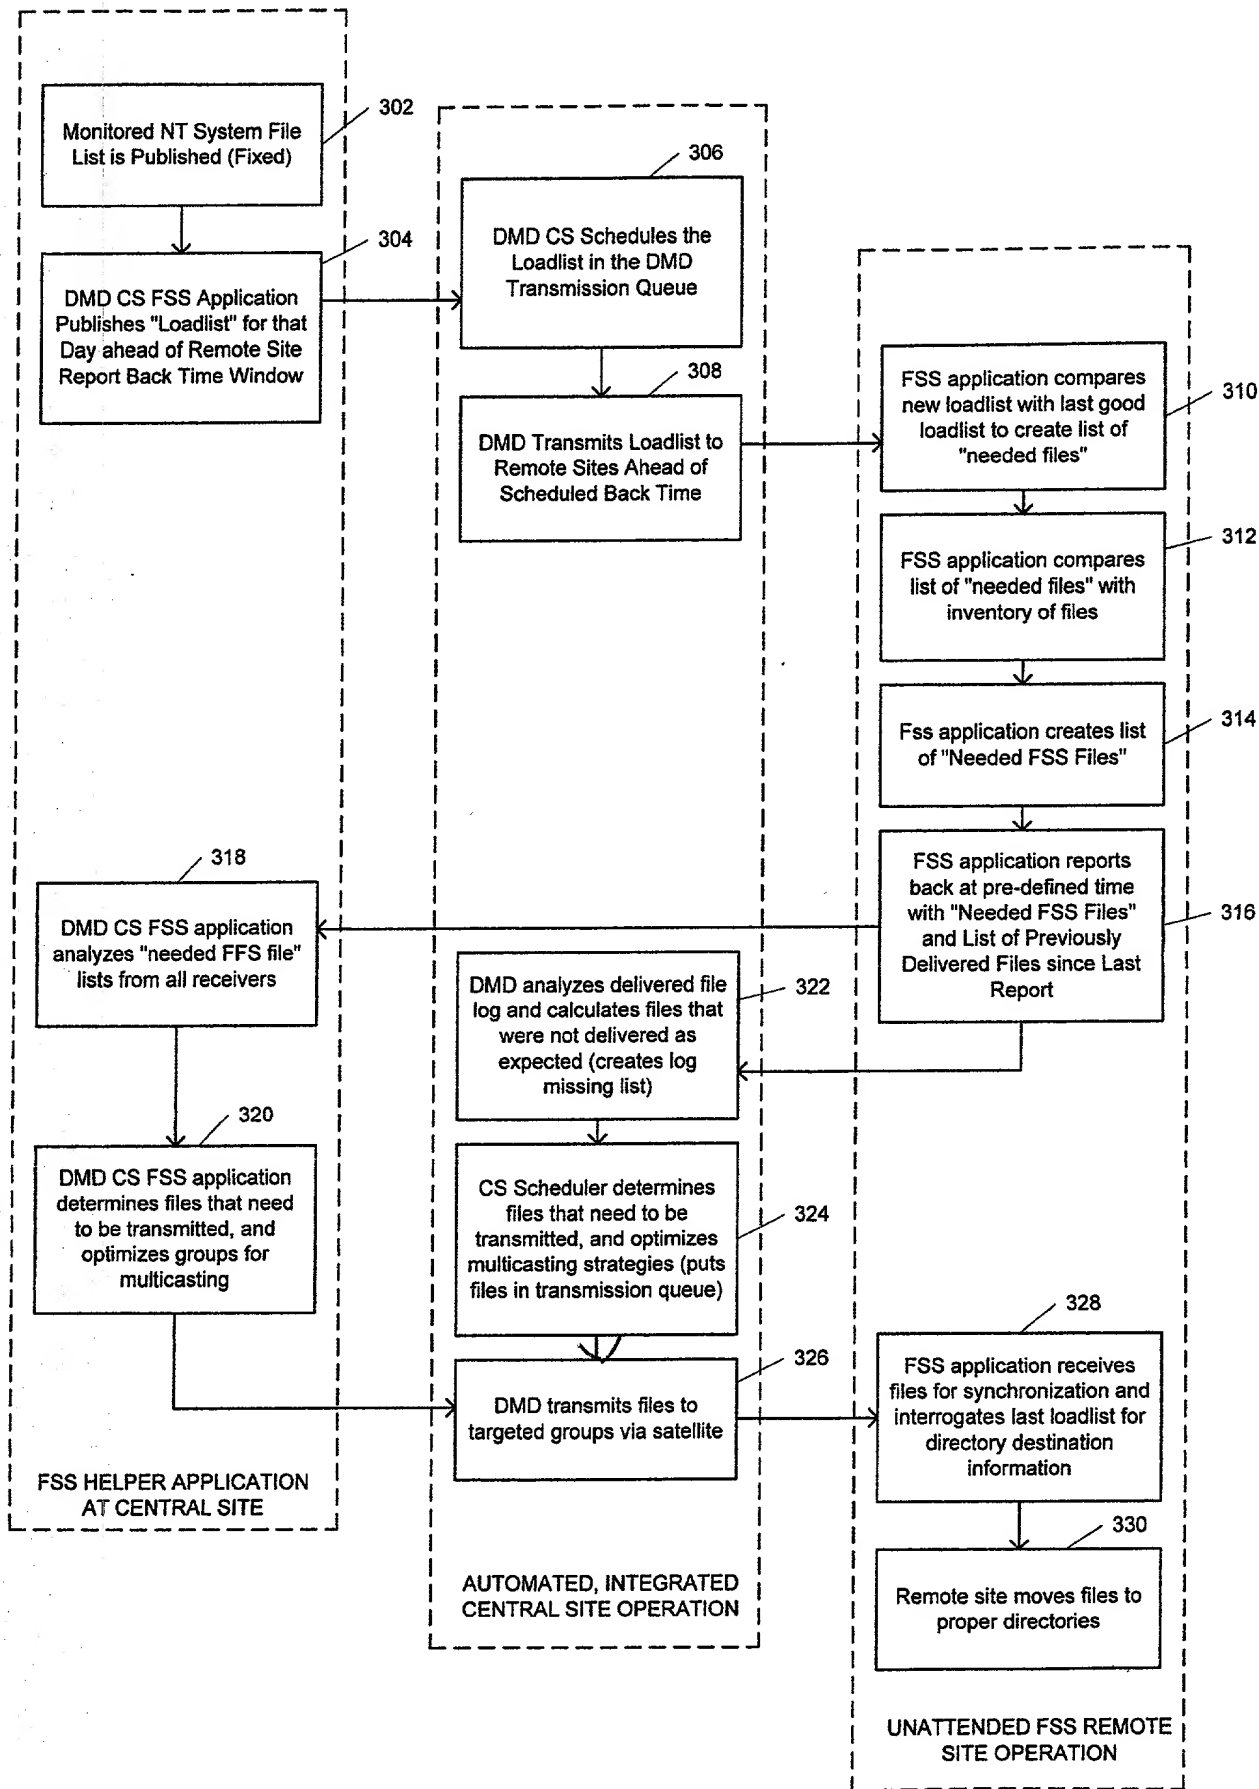 302
Monitored NT System File
List is Published (Fixed)
304
DMD CS FSS Application
Publishes "Loadlist" for that
Day ahead of Remote Site
Report Back Time Window
306
DMD CS Schedules the
Loadlist in the DMD
Transmission Queue
308
DMD Transmits Loadlist to
Remote Sites Ahead of
Scheduled Back Time
310
FSS application compares
new loadlist with last good
loadlist to create list of
"needed files"
312
FSS application compares
list of "needed files" with
inventory of files
314
Fss application creates list
of "Needed FSS Files"
316
FSS application reports
back at pre-defined time
with "Needed FSS Files"
and List of Previously
Delivered Files since Last
Report
318
DMD CS FSS application
analyzes "needed FFS file"
lists from all receivers
320
DMD CS FSS application
determines files that need
to be transmitted, and
optimizes groups for
multicasting
322
DMD analyzes delivered file
log and calculates files that
were not delivered as
expected (creates log
missing list)
324
CS Scheduler determines
files that need to be
transmitted, and optimizes
multicasting strategies (puts
files in transmission queue)
326
DMD transmits files to
targeted groups via satellite
328
FSS application receives
files for synchronization and
interrogates last loadlist for
directory destination
information
330
Remote site moves files to
proper directories
FSS HELPER APPLICATION
AT CENTRAL SITE
AUTOMATED, INTEGRATED
CENTRAL SITE OPERATION
UNATTENDED FSS REMOTE
SITE OPERATION